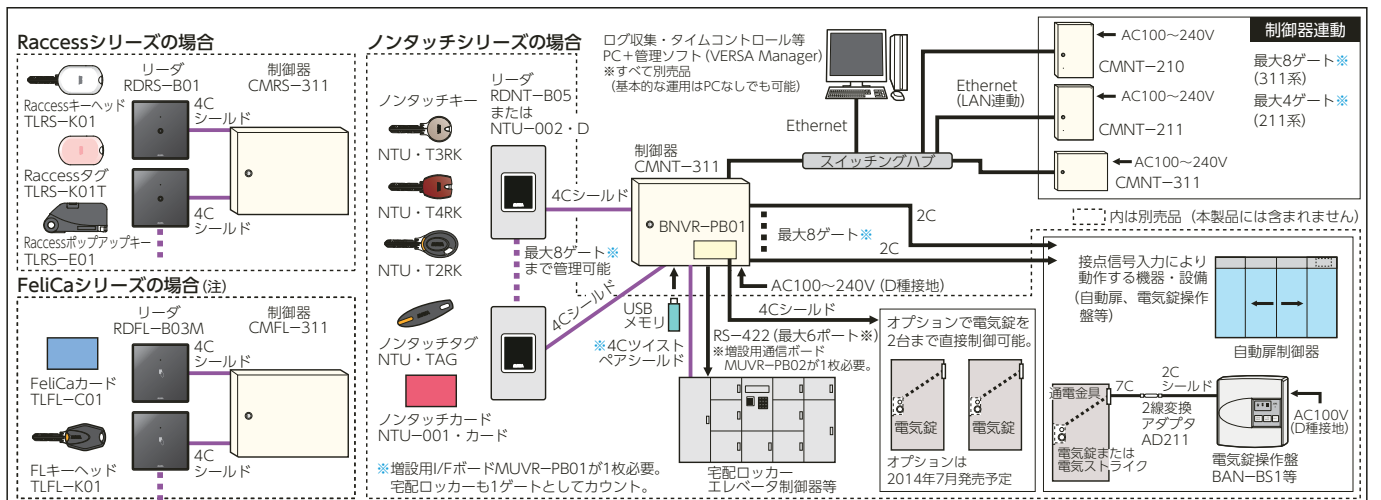 Raccessシリーズの場合
リーダ
RDRS-B01
制御器
CMRS-311
4C
シールド
Raccessキーヘッド
TLRS-K01
Raccessタグ
TLRS-K01T
4C
シールド
Raccessポップアップキー
TLRS-E01
FeliCaシリーズの場合(注)
リーダ
RDFL-B03M
制御器
CMFL-311
4C
シールド
FeliCaカード
TLFL-C01
4C
シールド
FLキーヘッド
TLFL-K01
ノンタッチシリーズの場合
ノンタッチキー
NTU・T3RK
NTU・T4RK
NTU・T2RK
ノンタッチタグ
NTU・TAG
ノンタッチカード
NTU-001・カード
リーダ
RDNT-B05
または
NTU-002・D
4Cシールド
最大8ゲート※
まで管理可能
4Cシールド
※増設用I/FボードMUVR-PB01が1枚必要。
宅配ロッカーも1ゲートとしてカウント。
ログ収集・タイムコントロール等
PC+管理ソフト(VERSA Manager)
※すべて別売品
(基本的な運用はPCなしでも可能)
Ethernet
スイッチングハブ
Ethernet
(LAN連動)
制御器
CMNT-311
BNVR-PB01
2C
最大8ゲート※
2C
AC100~240V(D種接地)
USB
メモリ
※4Cツイスト
ペアシールド
4Cシールド
RS-422(最大6ポート※)
※増設用通信ボード
MUVR-PB02が1枚必要。
宅配ロッカー
エレベータ制御器等
制御器連動
AC100~240V
CMNT-210
最大8ゲート※
(311系)
AC100~240V
CMNT-211
最大4ゲート※
(211系)
AC100~240V
CMNT-311
内は別売品(本製品には含まれません)
オプションで電気錠を
2台まで直接制御可能。
電気錠
電気錠
オプションは
2014年7月発売予定
接点信号入力により
動作する機器・設備
(自動扉、電気錠操作
盤等)
自動扉制御器
通電金具
7C
2C
シールド
2線変換
アダプタ
AD211
AC100V
(D種接地)
電気錠または
電気ストライク
電気錠操作盤
BAN-BS1等